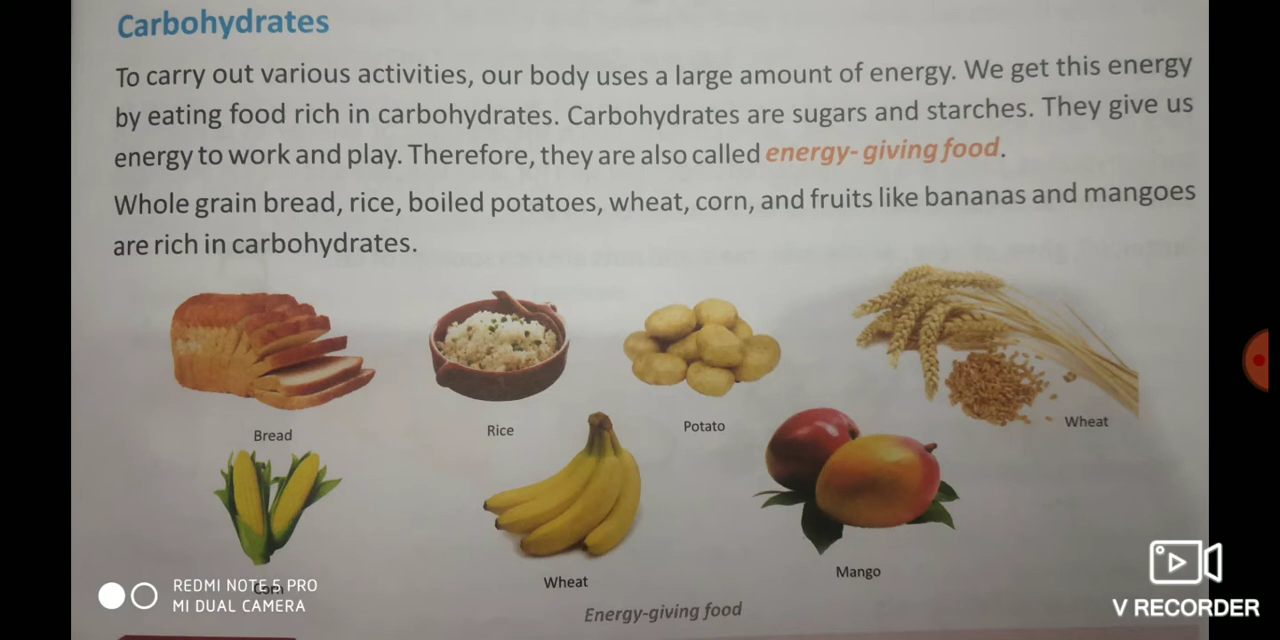 Carbohydrates
To carry out various activities, our body uses a large amount of energy. We get this energy
by eating food rich in carbohydrates. Carbohydrates are sugars and starches. They give us
energy to work and play. Therefore, they are also called energy- giving food.
Whole grain bread, rice, boiled potatoes, wheat, corn, and fruits like bananas and mangoes
are rich in carbohydrates.
Bread
Rice
Potato
Wheat
Corn
Wheat
Mango
Energy-giving food
REDMI NOTE 5 PRO
MI DUAL CAMERA
V RECORDER